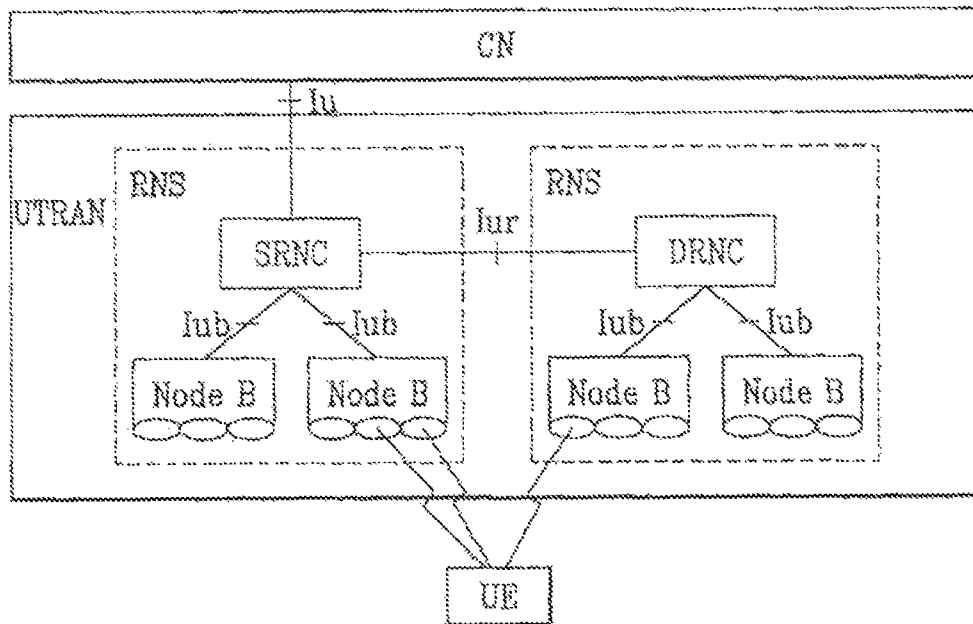 CN
Iu
UTRAN
RNS
RNS
SRNC
Iur
DRNC
Iub
Iub
Iub
Iub
Node B
Node B
Node B
Node B
UE